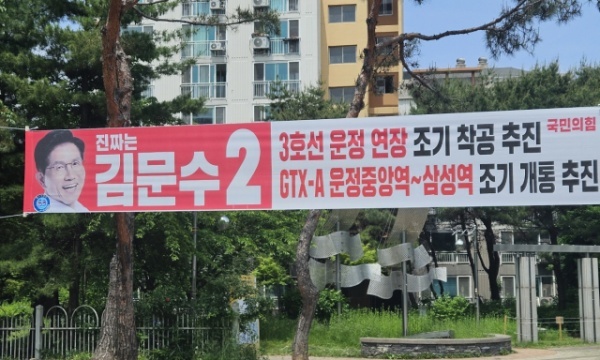 진짜는
김문수 2
3호선 운정 연장 조기 착공 추진
GTX-A 운정중앙역~삼성역 조기 개통 추진
국민의힘